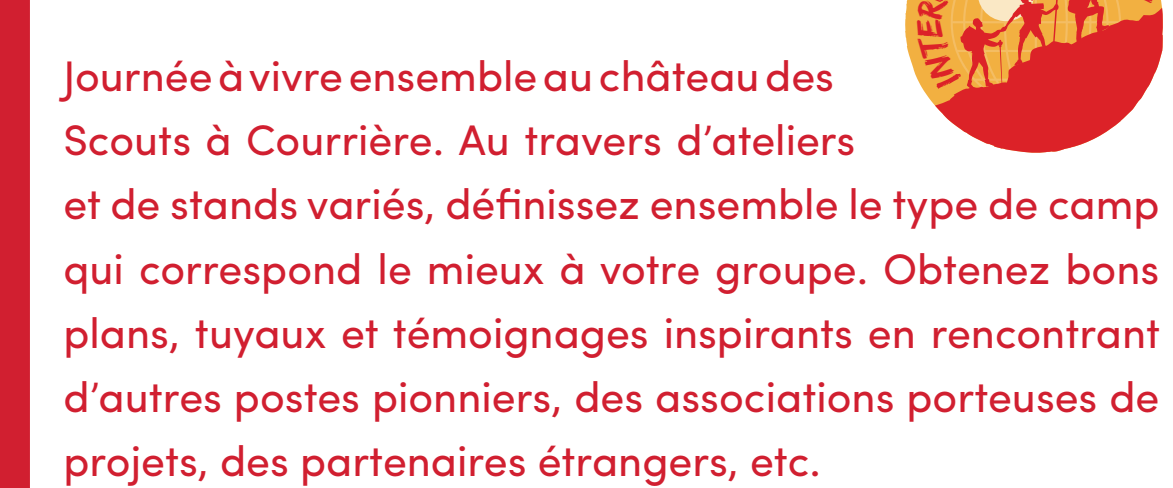 INTER
Journée à vivre ensemble au château des
Scouts à Courrière. Au travers d’ateliers
et de stands variés, définissez ensemble le type de camp
qui correspond le mieux à votre groupe. Obtenez bons
plans, tuyaux et témoignages inspirants en rencontrant
d’autres postes pionniers, des associations porteuses de
projets, des partenaires étrangers, etc.